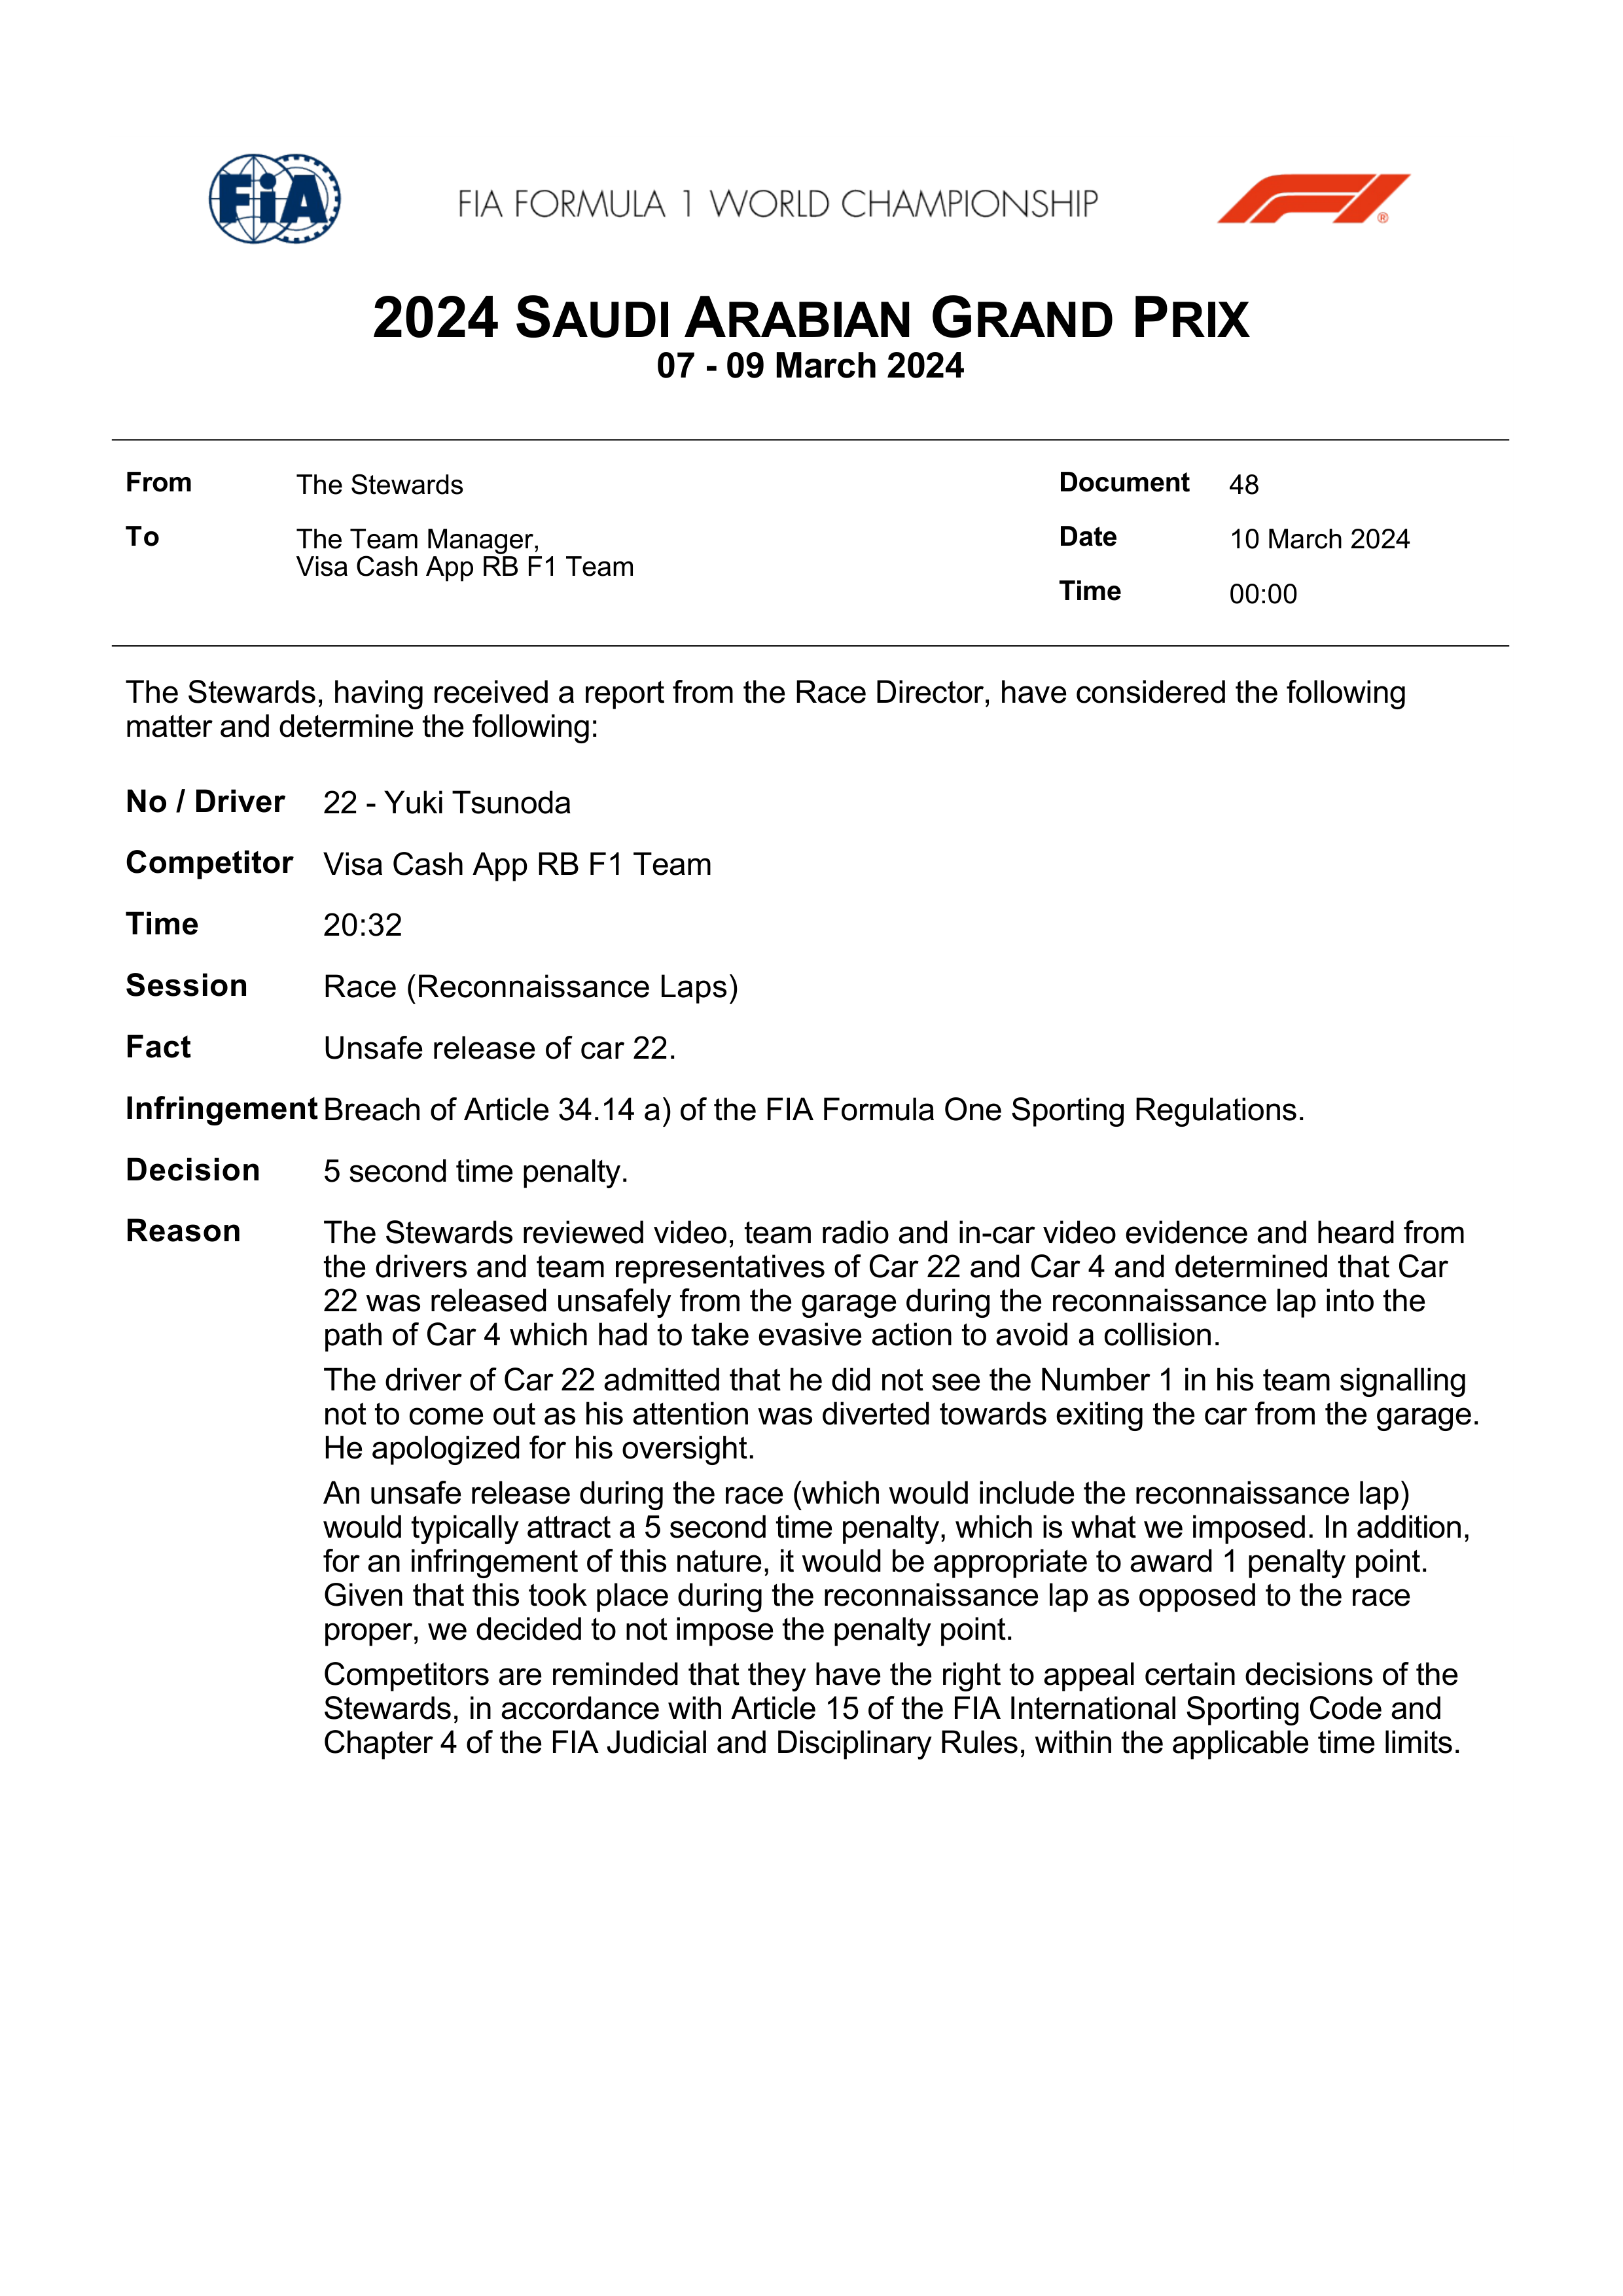 FiA
FIA FORMULA 1 WORLD CHAMPIONSHIP
F1®
2024 SAUDI ARABIAN GRAND PRIX
07 - 09 March 2024
From The Stewards Document 48
To The Team Manager, Date 10 March 2024
Visa Cash App RB F1 Team
Time 00:00
The Stewards, having received a report from the Race Director, have considered the following
matter and determine the following:
No / Driver 22 - Yuki Tsunoda
Competitor Visa Cash App RB F1 Team
Time 20:32
Session Race (Reconnaissance Laps)
Fact Unsafe release of car 22.
Infringement Breach of Article 34.14 a) of the FIA Formula One Sporting Regulations.
Decision 5 second time penalty.
Reason The Stewards reviewed video, team radio and in-car video evidence and heard from
the drivers and team representatives of Car 22 and Car 4 and determined that Car
22 was released unsafely from the garage during the reconnaissance lap into the
path of Car 4 which had to take evasive action to avoid a collision.
The driver of Car 22 admitted that he did not see the Number 1 in his team signalling
not to come out as his attention was diverted towards exiting the car from the garage.
He apologized for his oversight.
An unsafe release during the race (which would include the reconnaissance lap)
would typically attract a 5 second time penalty, which is what we imposed. In addition,
for an infringement of this nature, it would be appropriate to award 1 penalty point.
Given that this took place during the reconnaissance lap as opposed to the race
proper, we decided to not impose the penalty point.
Competitors are reminded that they have the right to appeal certain decisions of the
Stewards, in accordance with Article 15 of the FIA International Sporting Code and
Chapter 4 of the FIA Judicial and Disciplinary Rules, within the applicable time limits.